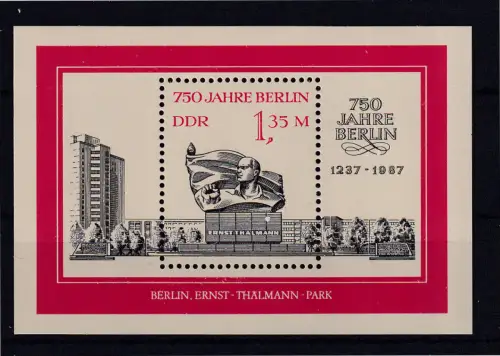 750 JAHRE BERLIN
DDR 1,35 M
ERNST-THÄLMANN
750
JAHRE
BERLIN
1237-1987
BERLIN, ERNST-THÄLMANN-PARK